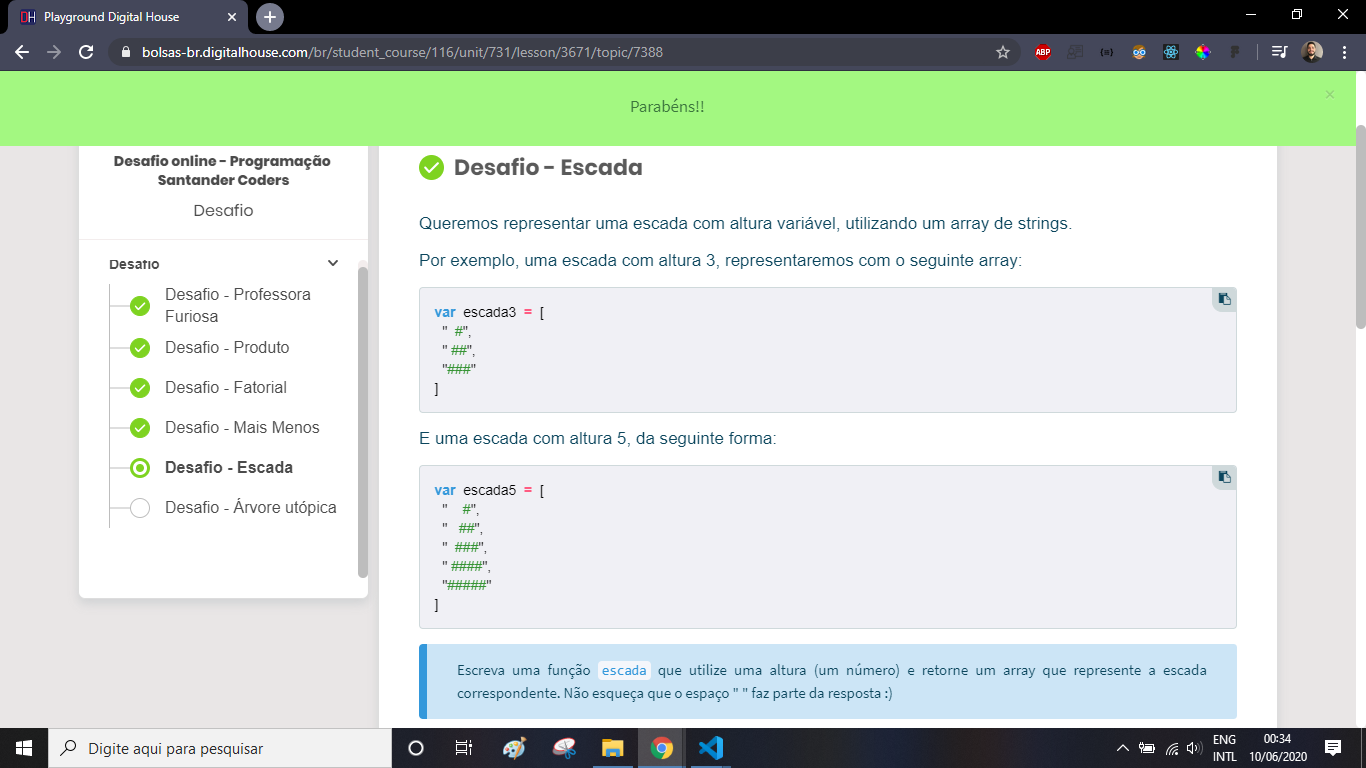 Playground Digital House
bolsas-br.digitalhouse.com/br/student_course/116/unit/731/lesson/3671/topic/7388
ABP
Parabéns!!
Desafio online - Programação
Santander Coders
Desafio
Desafio
Desafio - Professora
Furiosa
Desafio - Produto
Desafio - Fatorial
Desafio - Mais Menos
Desafio - Escada
Desafio - Árvore utópica
Desafio - Escada
Queremos representar uma escada com altura variável, utilizando um array de strings.
Por exemplo, uma escada com altura 3, representaremos com o seguinte array:
var escada3 = [
"  #",
" ##",
"###"
]
E uma escada com altura 5, da seguinte forma:
var escada5 = [
"    #",
"   ##",
"  ###",
" ####",
"#####"
]
Escreva uma função escada que utilize uma altura (um número) e retorne um array que represente a escada
correspondente. Não esqueça que o espaço " " faz parte da resposta :)
Digite aqui para pesquisar
ENG
INTL
00:34
10/06/2020